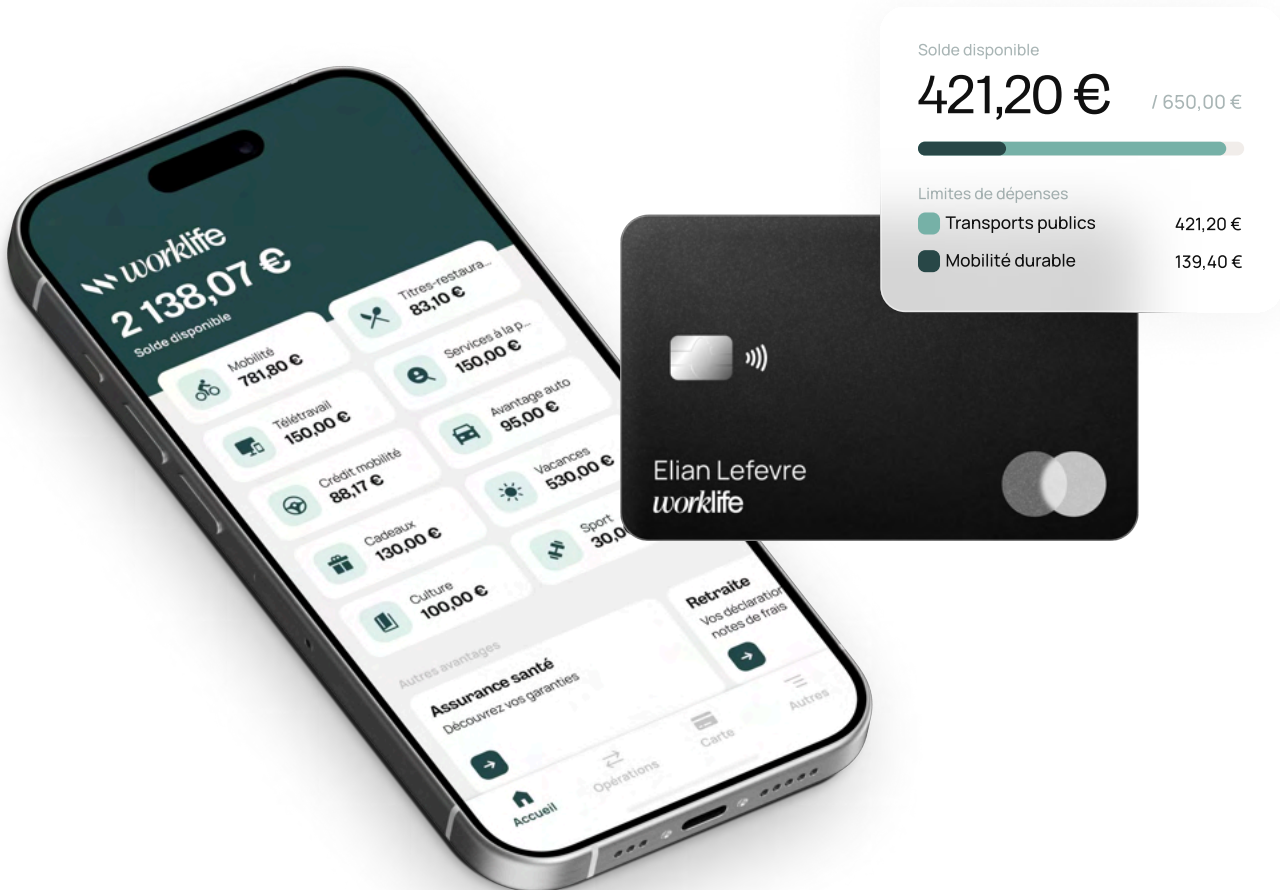 worklife
2 138,07 €
Solde disponible
Mobilité
781,80 €
Titres-restaura...
83,10 €
Télétravail
150,00 €
Services à la p...
150,00 €
Crédit mobilité
88,17 €
Avantage auto
95,00 €
Cadeaux
130,00 €
Vacances
530,00 €
Culture
100,00 €
Sport
30,0
Autres avantages
Assurance santé
Découvrez vos garanties
Retraite
Vos déclaration
notes de frais
Accueil
Opérations
Carte
Autres
Elian Lefevre
worklife
Solde disponible
421,20 € / 650,00 €
Limites de dépenses
Transports publics 421,20 €
Mobilité durable 139,40 €